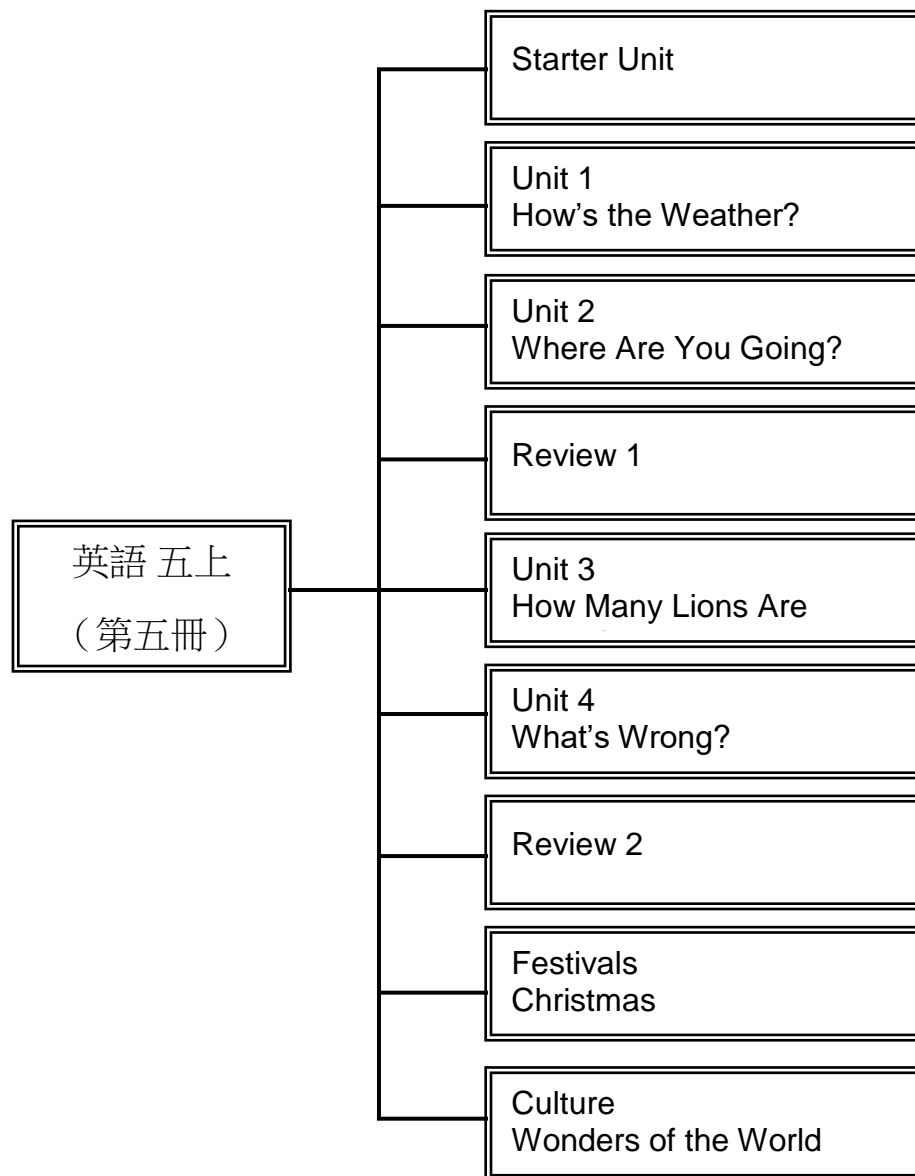 英語 五上
（第五冊）
Starter Unit
Unit 1
How’s the Weather?
Unit 2
Where Are You Going?
Review 1
Unit 3
How Many Lions Are
Unit 4
What’s Wrong?
Review 2
Festivals
Christmas
Culture
Wonders of the World